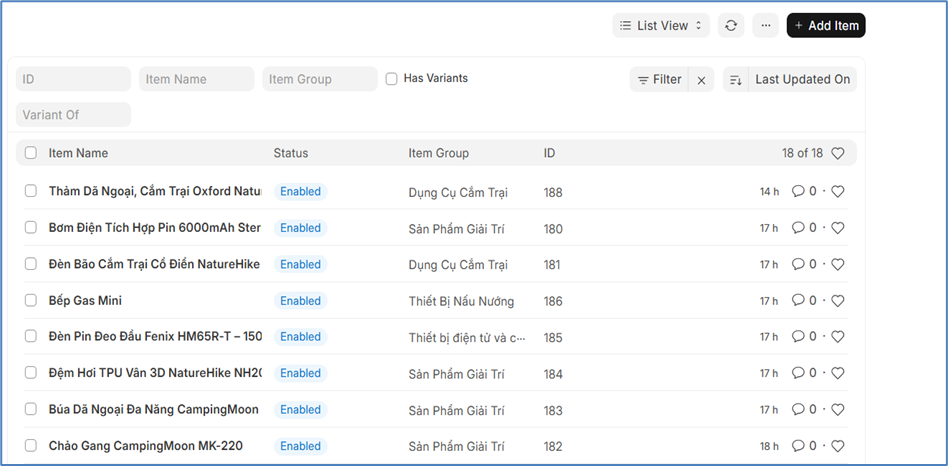 List View ··· + Add Item
ID Item Name Item Group Has Variants Filter × Last Updated On
Variant Of
Item Name Status Item Group ID 18 of 18
Thảm Dã Ngoại, Cắm Trại Oxford Natu Enabled Dụng Cụ Cắm Trại 188 14 h 0 ·
Bơm Điện Tích Hợp Pin 6000mAh Ster Enabled Sản Phẩm Giải Trí 180 17 h 0 ·
Đèn Bão Cắm Trại Cổ Điển NatureHike Enabled Dụng Cụ Cắm Trại 181 17 h 0 ·
Bếp Gas Mini Enabled Thiết Bị Nấu Nướng 186 17 h 0 ·
Đèn Pin Đeo Đầu Fenix HM65R-T – 150 Enabled Thiết bị điện tử và c··· 185 17 h 0 ·
Đệm Hơi TPU Vân 3D NatureHike NH20 Enabled Sản Phẩm Giải Trí 184 17 h 0 ·
Búa Dã Ngoại Đa Năng CampingMoon Enabled Sản Phẩm Giải Trí 183 17 h 0 ·
Chảo Gang CampingMoon MK-220 Enabled Sản Phẩm Giải Trí 182 18 h 0 ·